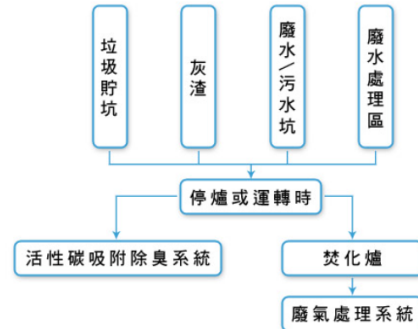 垃圾貯坑
灰渣
廢水/污水坑
廢水處理區
停爐或運轉時
活性碳吸附除臭系統
焚化爐
廢氣處理系統